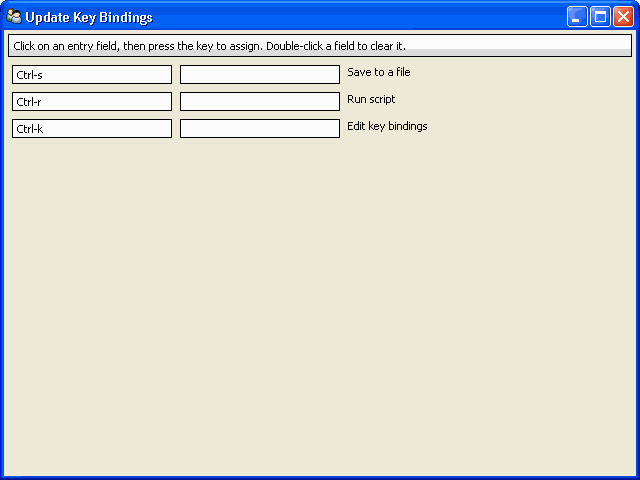 Update Key Bindings
Click on an entry field, then press the key to assign. Double-click a field to clear it.
Ctrl-s Save to a file
Ctrl-r Run script
Ctrl-k Edit key bindings